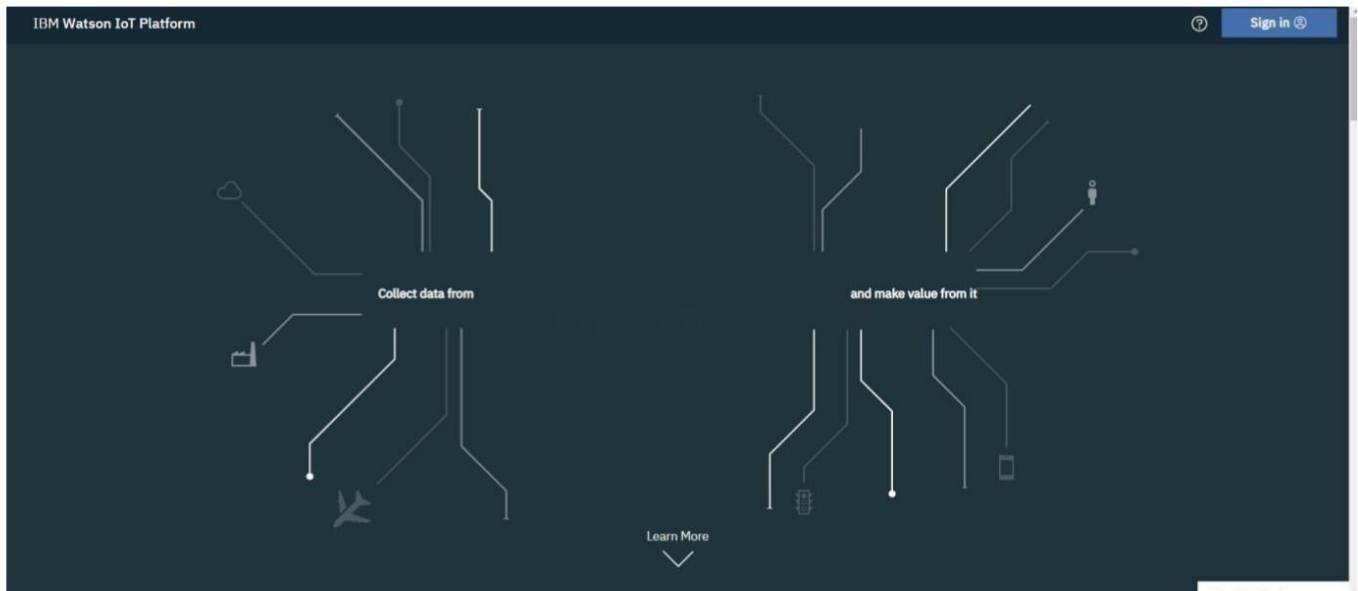 IBM Watson IoT Platform
Sign in
Collect data from
and make value from it
Learn More